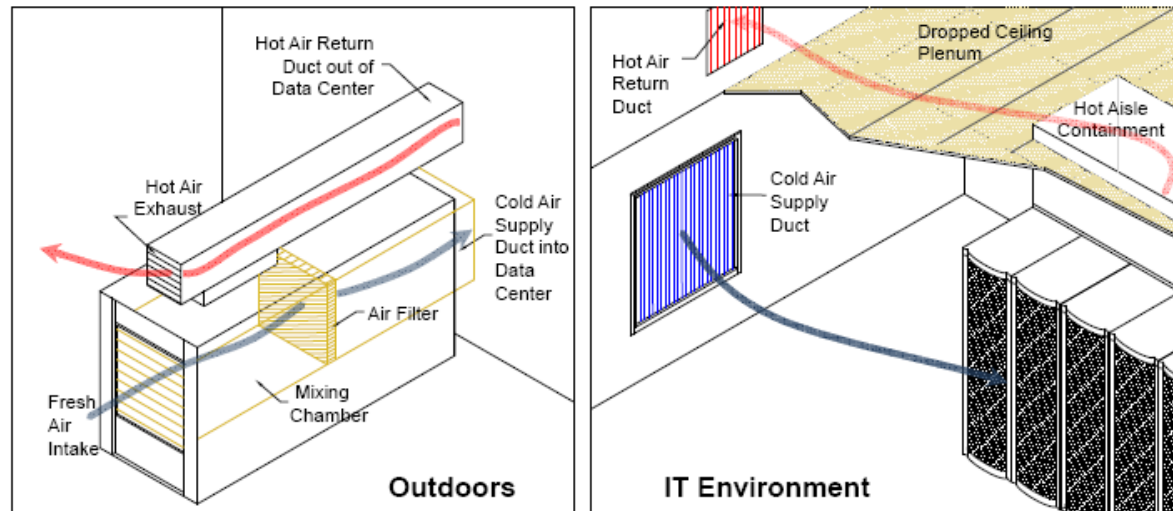 Hot Air Return
Duct out of
Data Center
Hot Air
Exhaust
Cold Air
Supply
Duct into
Data
Center
Air Filter
Mixing
Chamber
Fresh
Air
Intake
Outdoors
Hot Air
Return
Duct
Dropped Ceiling
Plenum
Hot Aisle
Containment
Cold Air
Supply
Duct
IT Environment